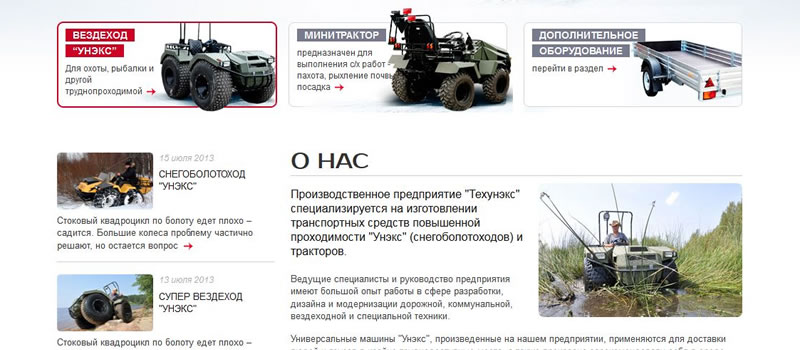 ВЕЗДЕХОД
"УНЭКС"
Для охоты, рыбалки и
другой
труднопроходимой
МИНИТРАКТОР
предназначен для
выполнения с/х работ -
пахота, рыхление почвы
посадка
ДОПОЛНИТЕЛЬНОЕ
ОБОРУДОВАНИЕ
перейти в раздел
15 июля 2013
СНЕГОБОЛОТОХОД
"УНЭКС"
Стоковый квадроцикл по болоту едет плохо –
садится. Большие колеса проблему частично
решают, но остается вопрос
13 июля 2013
СУПЕР ВЕЗДЕХОД
"УНЭКС"
Стоковый квадроцикл по болоту едет плохо –
О НАС
Производственное предприятие "Техунэкс"
специализируется на изготовлении
транспортных средств повышенной
проходимости "Унэкс" (снегоболотоходов) и
тракторов.
Ведущие специалисты и руководство предприятия
имеют большой опыт работы в сфере разработки,
дизайна и модернизации дорожной, коммунальной,
вездеходной и специальной техники.
Универсальные машины "Унэкс", произведенные на нашем предприятии, применяются для доставки